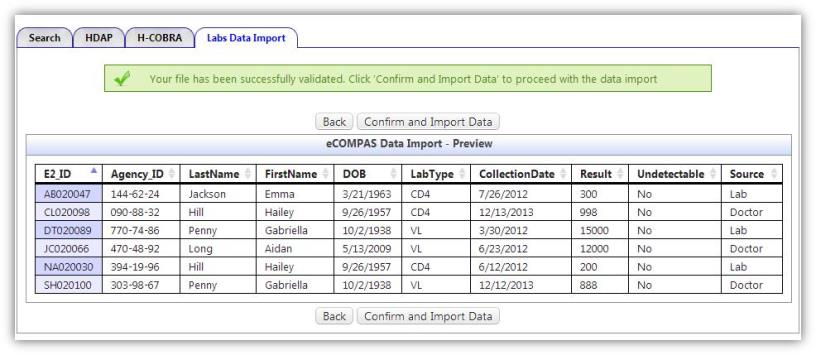 Search HDAP H-COBRA Labs Data Import
Your file has been successfully validated. Click 'Confirm and Import Data' to proceed with the data import
Back Confirm and Import Data
eCOMPAS Data Import - Preview
E2_ID Agency_ID LastName FirstName DOB LabType CollectionDate Result Undetectable Source
AB020047 144-62-24 Jackson Emma 3/21/1963 CD4 7/26/2012 300 No Lab
CL020098 090-88-32 Hill Hailey 9/26/1957 CD4 12/13/2013 998 No Doctor
DT020089 770-74-86 Penny Gabriella 10/2/1938 VL 3/30/2012 15000 No Lab
JC020066 470-48-92 Long Aidan 5/13/2009 VL 6/23/2012 12000 No Doctor
NA020030 394-19-96 Hill Hailey 9/26/1957 CD4 6/12/2012 200 No Lab
SH020100 303-98-67 Penny Gabriella 10/2/1938 VL 12/12/2013 888 No Doctor
Back Confirm and Import Data